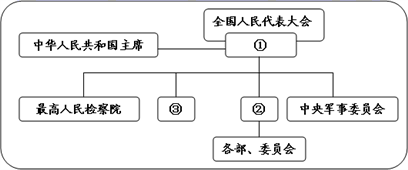 全国人民代表大会
中华人民共和国主席
①
最高人民检察院
③
②
中央军事委员会
各部、委员会